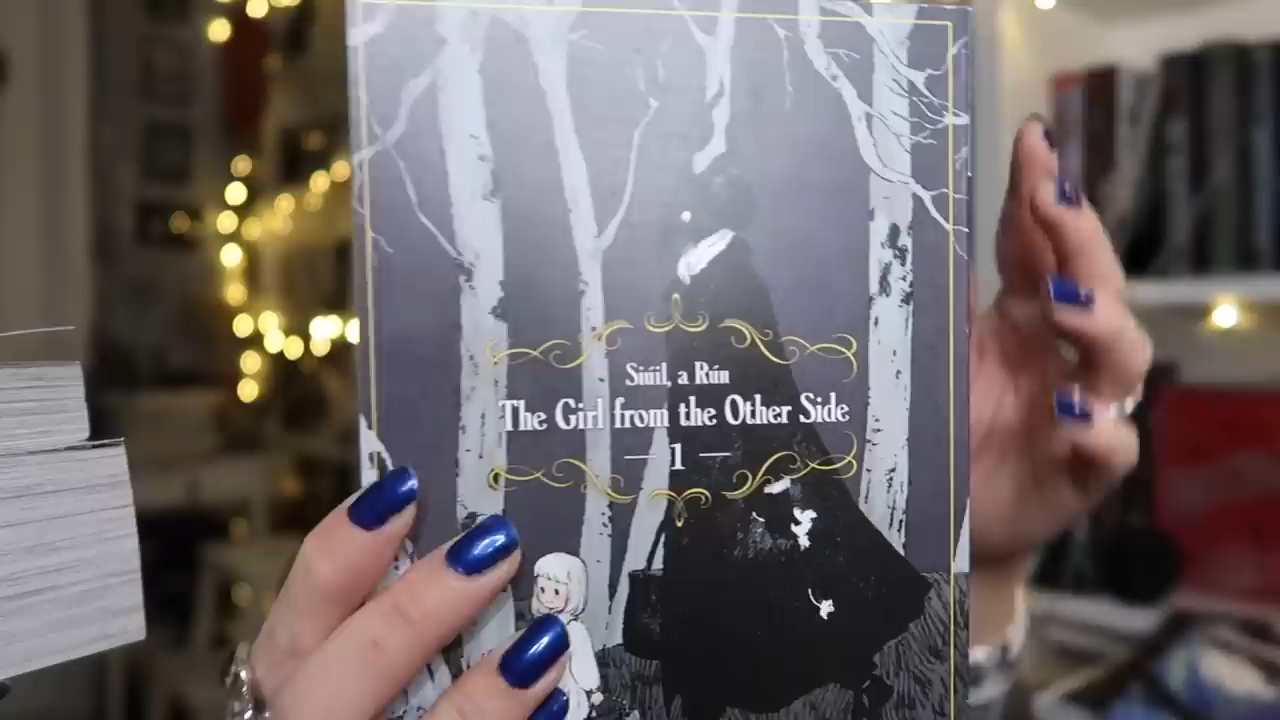 Siúil, a Rún
The Girl from the Other Side
— 1 —